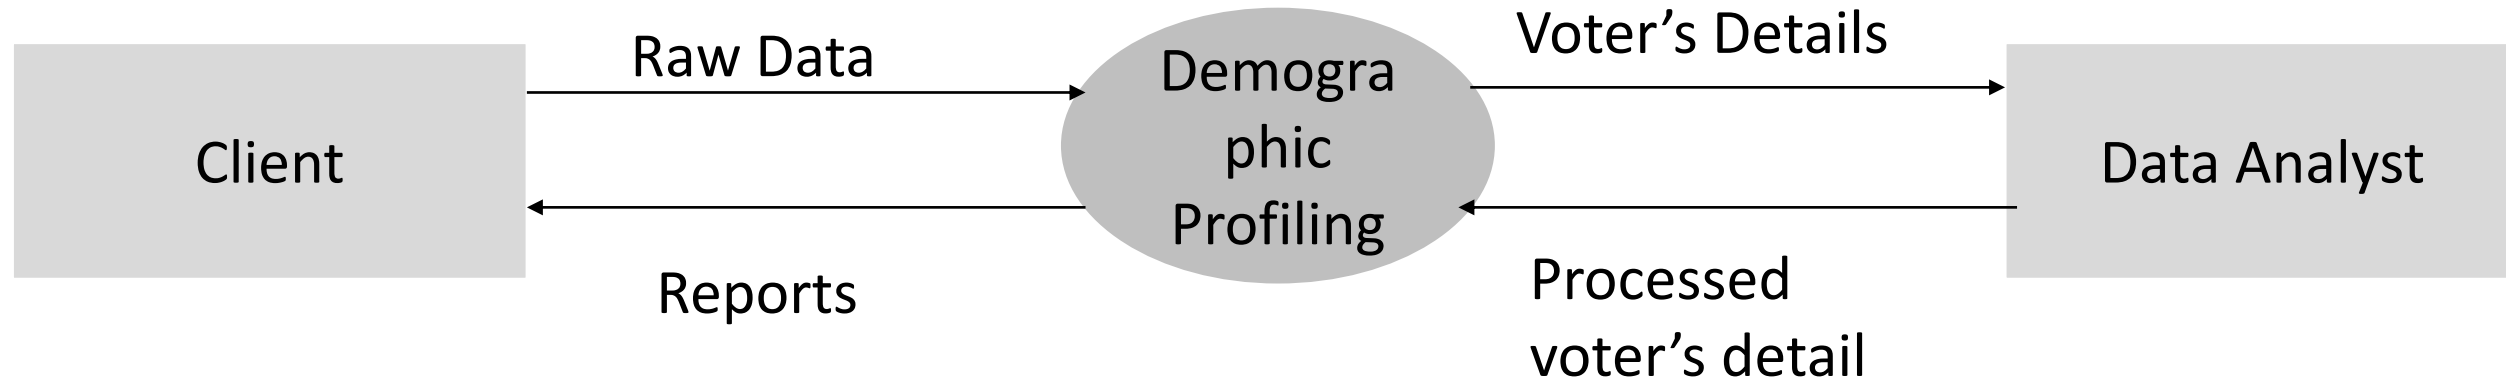 Client
Raw Data
Reports
Demogra
phic
Profiling
Voter’s Details
Processed
voter’s detail
Data Analyst